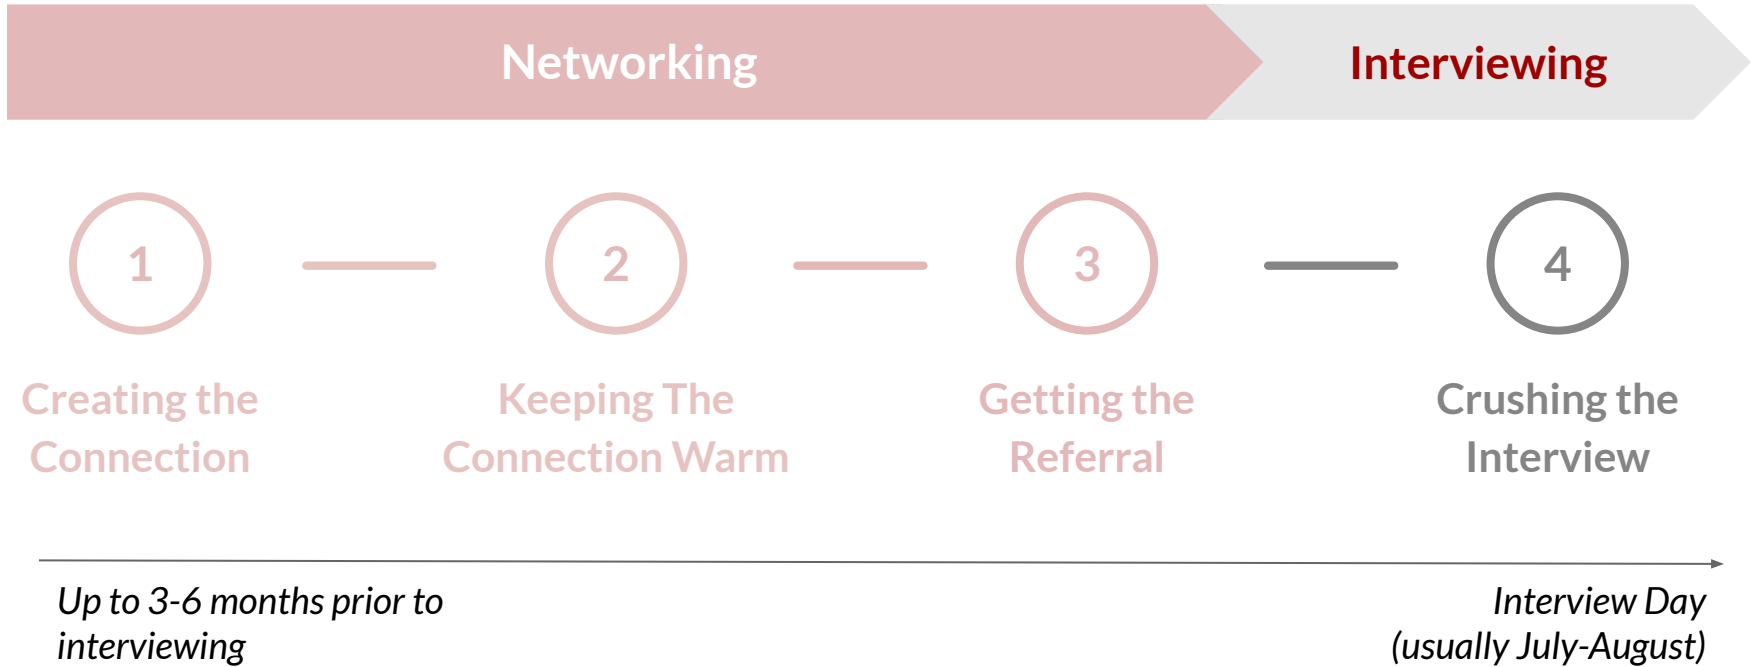 Networking
Interviewing
1
2
3
4
Creating the
Connection
Keeping The
Connection Warm
Getting the
Referral
Crushing the
Interview
Up to 3-6 months prior to
interviewing
Interview Day
(usually July-August)